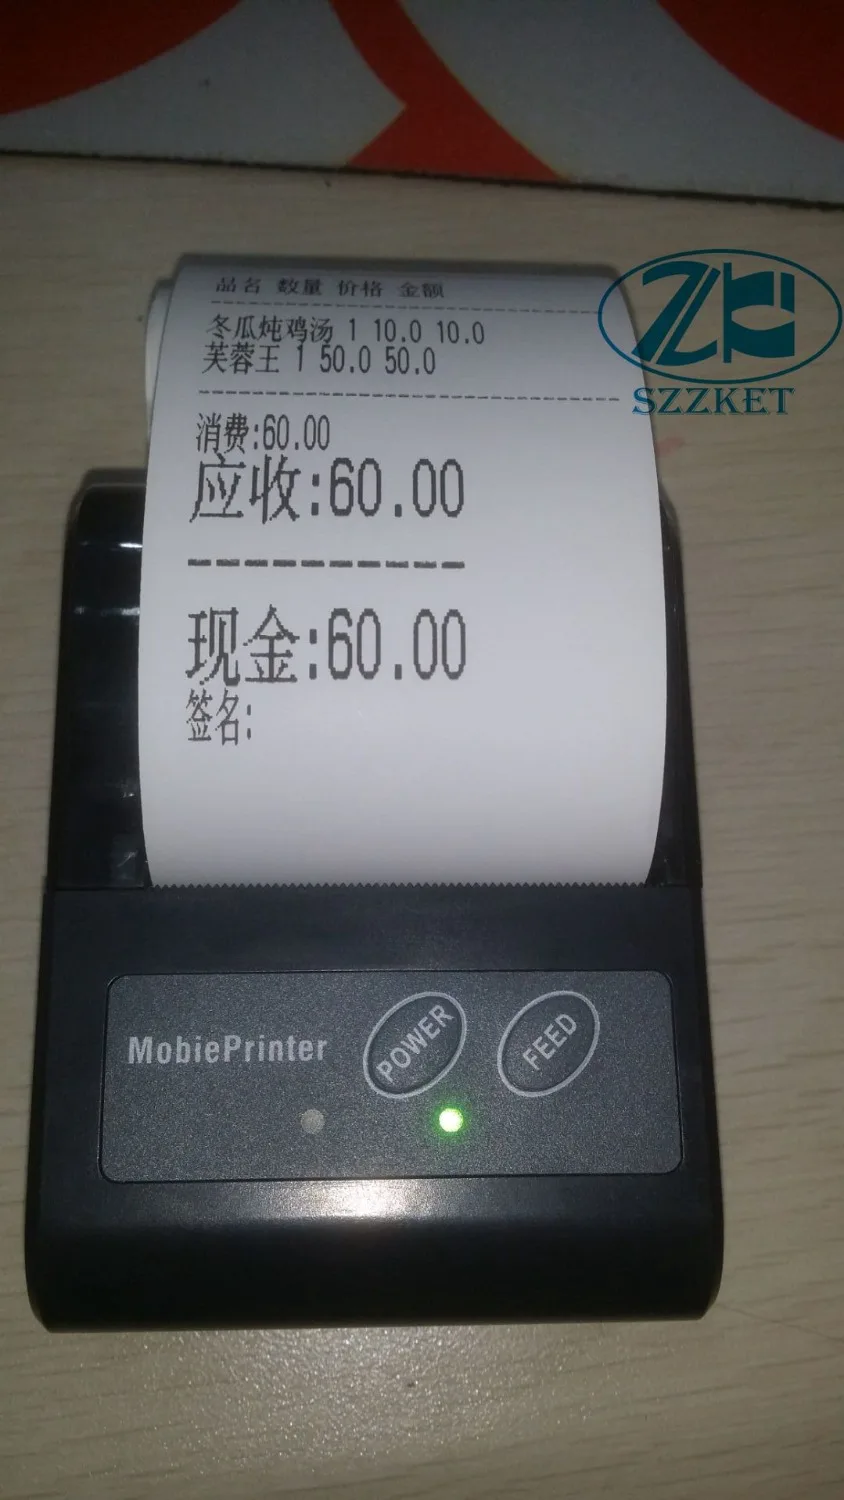 品名 数量 价格 金额
冬瓜炖鸡汤 1 10.0 10.0
芙蓉王 1 50.0 50.0
消费:60.00
应收:60.00
现金:60.00
签名:
SZZKET
MobiePrinter
POWER
FEED